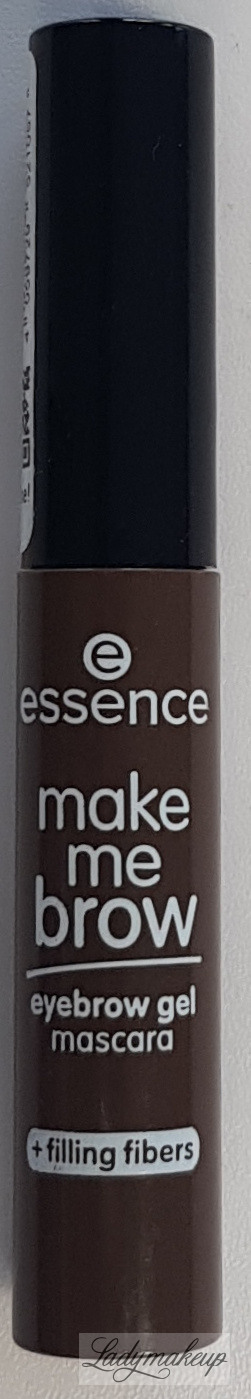 e
essence
make
me
brow
eyebrow gel
mascara
+ filling fibers
Ladymakeup